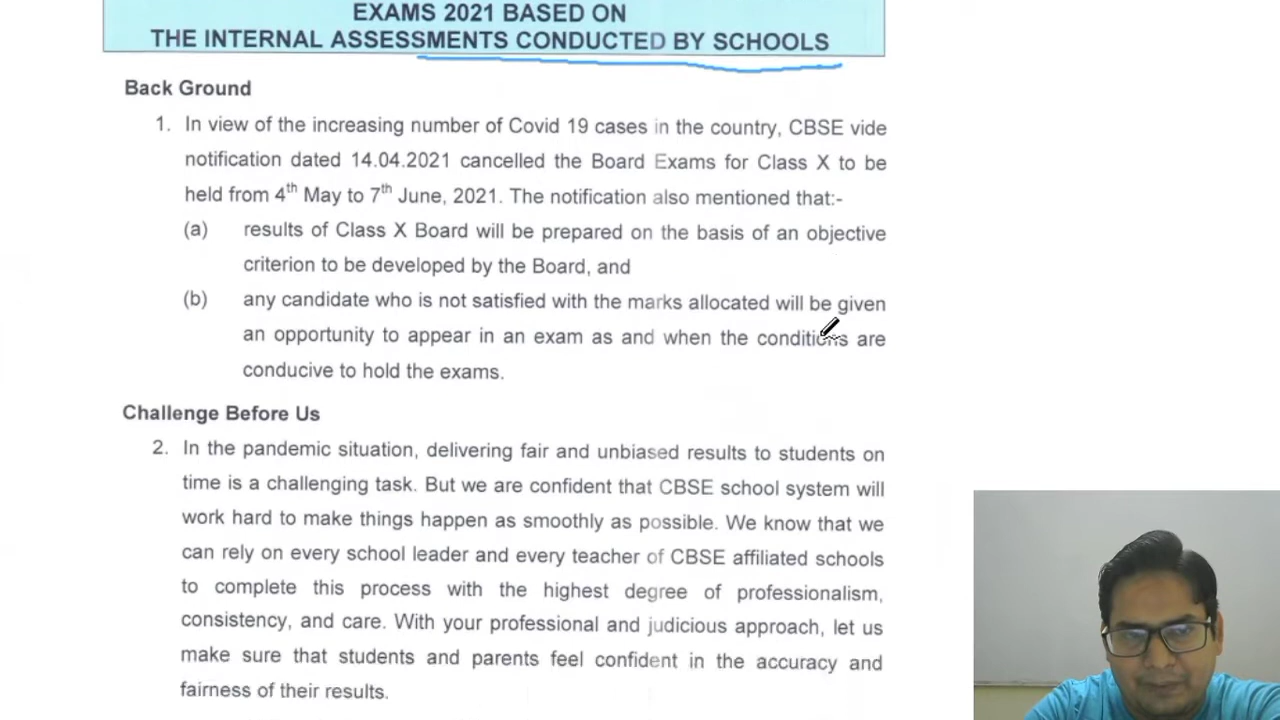 EXAMS 2021 BASED ON
THE INTERNAL ASSESSMENTS CONDUCTED BY SCHOOLS
Back Ground
1. In view of the increasing number of Covid 19 cases in the country, CBSE vide
notification dated 14.04.2021 cancelled the Board Exams for Class X to be
held from 4th May to 7th June, 2021. The notification also mentioned that:-
(a) results of Class X Board will be prepared on the basis of an objective
criterion to be developed by the Board, and
(b) any candidate who is not satisfied with the marks allocated will be given
an opportunity to appear in an exam as and when the conditions are
conducive to hold the exams.
Challenge Before Us
2. In the pandemic situation, delivering fair and unbiased results to students on
time is a challenging task. But we are confident that CBSE school system will
work hard to make things happen as smoothly as possible. We know that we
can rely on every school leader and every teacher of CBSE affiliated schools
to complete this process with the highest degree of professionalism,
consistency, and care. With your professional and judicious approach, let us
make sure that students and parents feel confident in the accuracy and
fairness of their results.